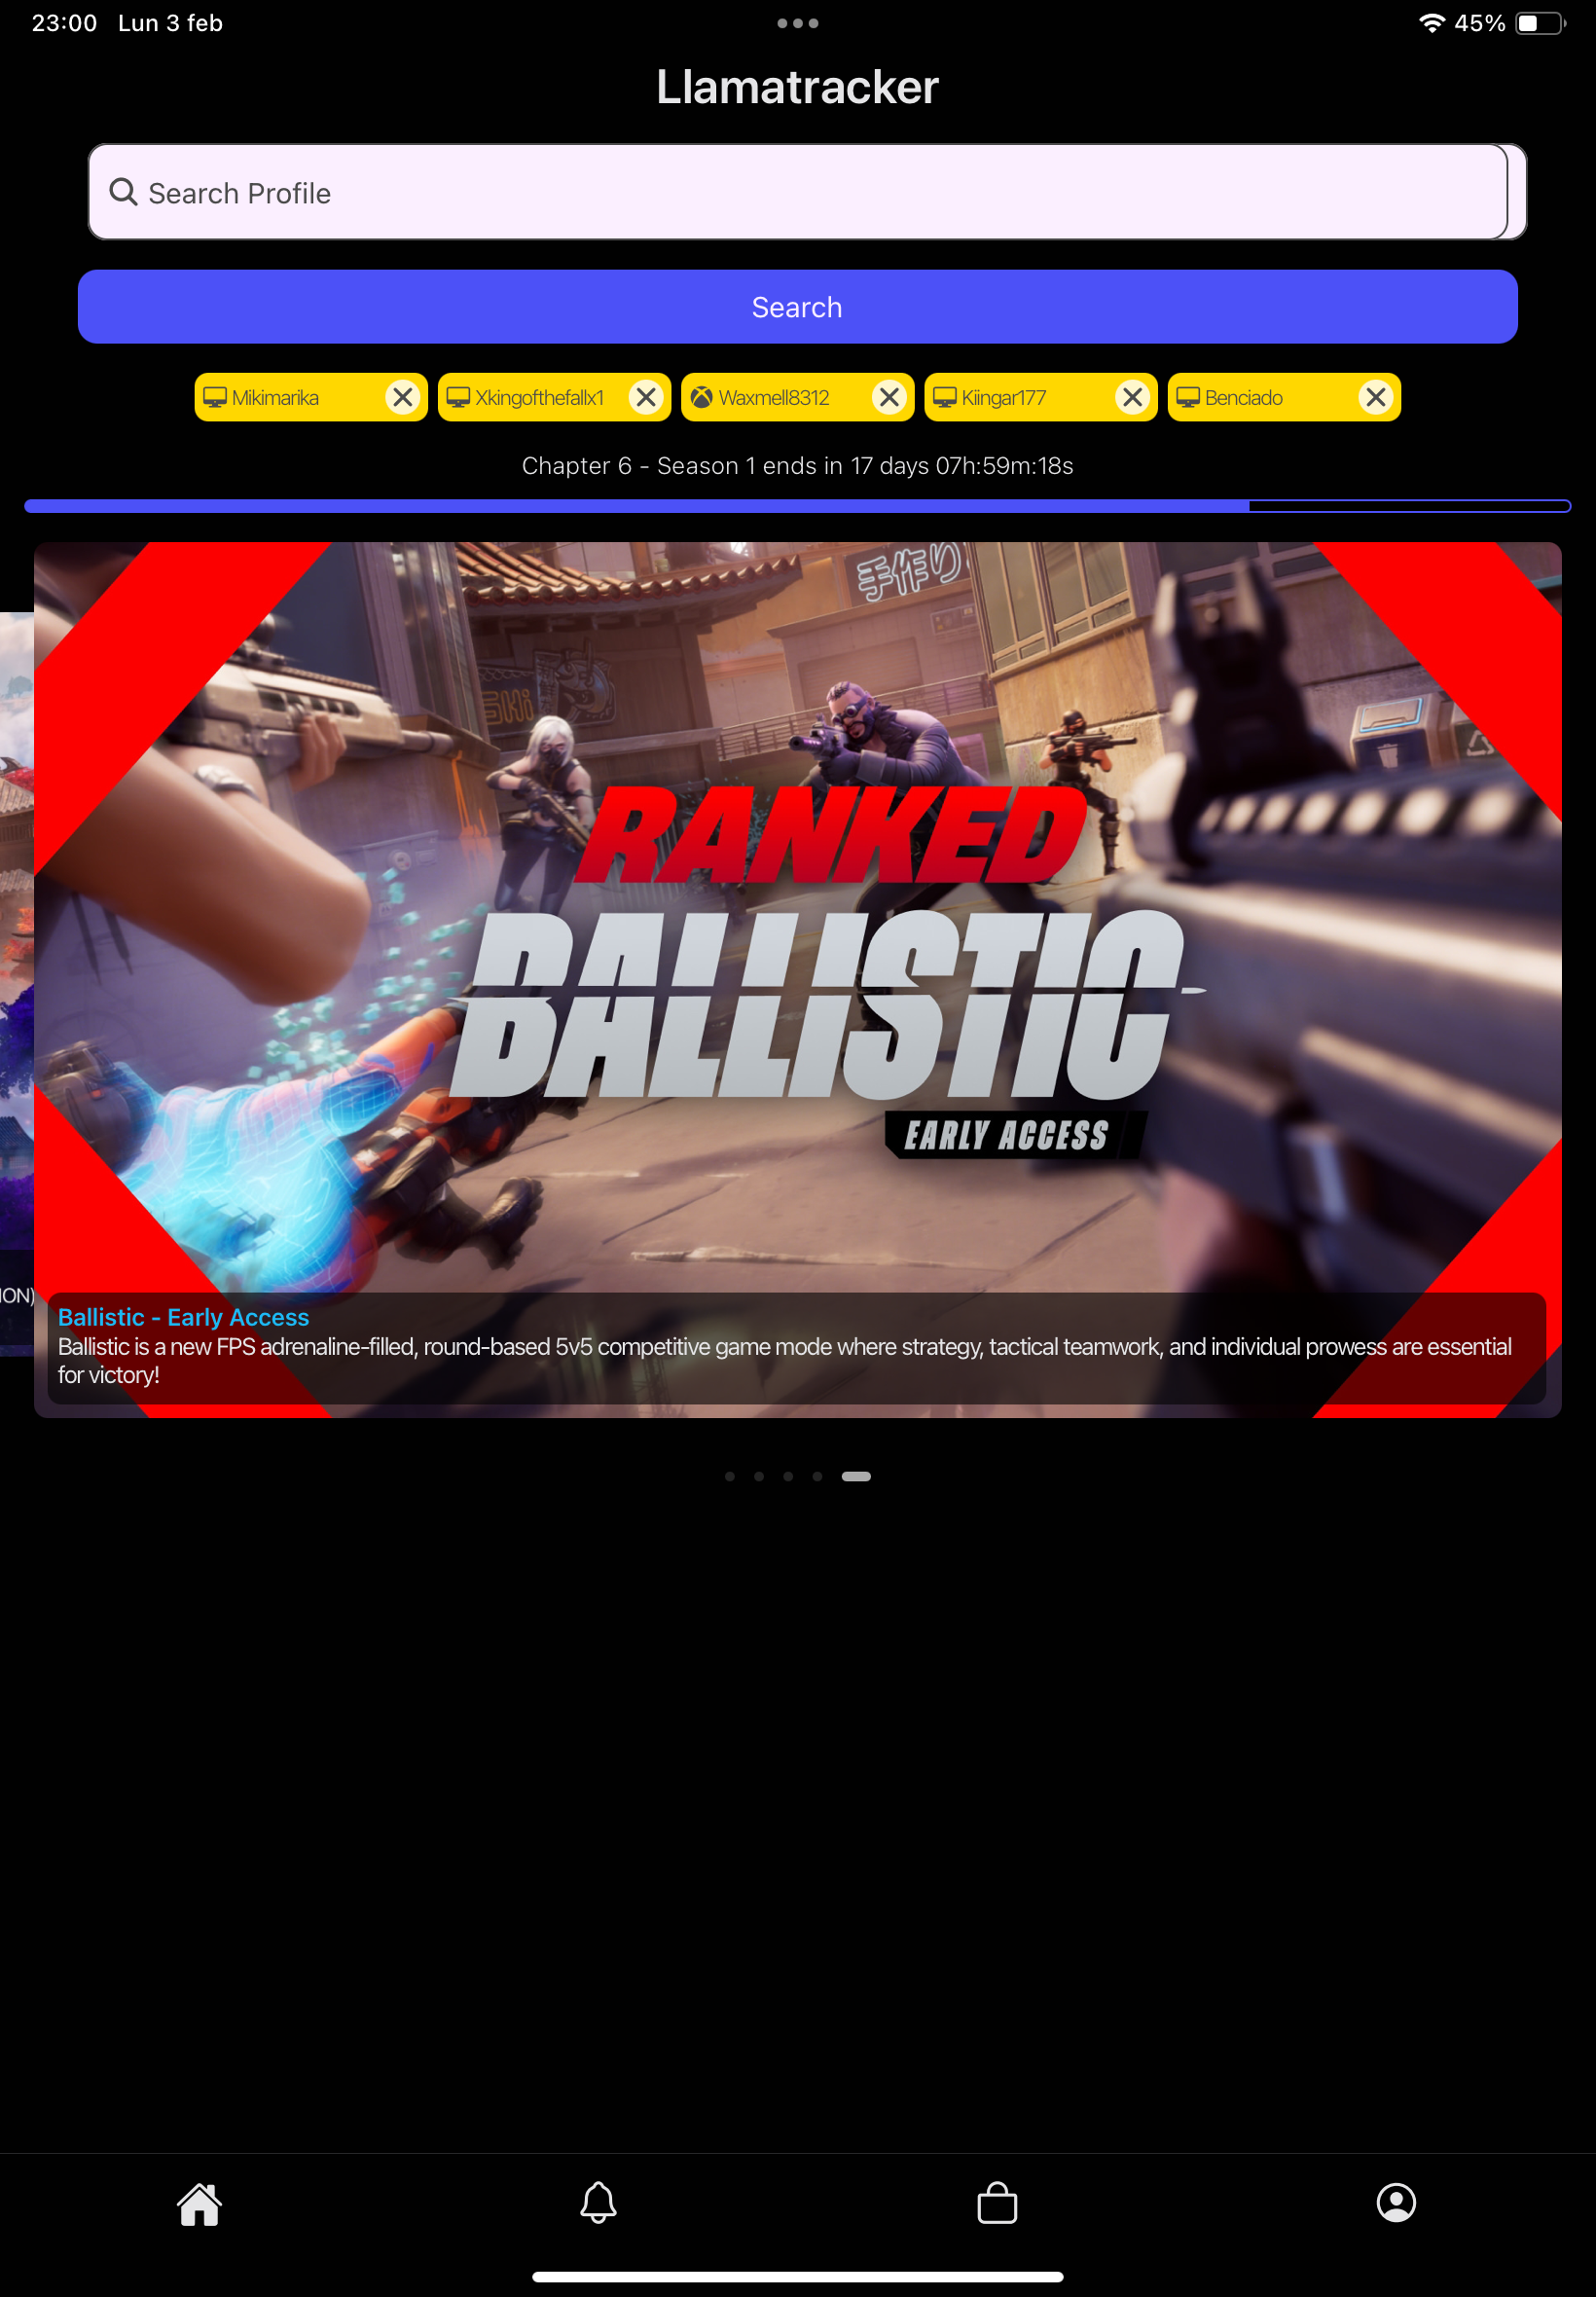 23:00 Lun 3 feb
45%
Llamatracker
Search Profile
Search
Mikimarika
Xkingofthefallx1
Waxmell8312
Kiingar177
Benciado
Chapter 6 - Season 1 ends in 17 days 07h:59m:18s
手作り
RANKED
BALLISTIC
EARLY ACCESS
ION)
Ballistic - Early Access
Ballistic is a new FPS adrenaline-filled, round-based 5v5 competitive game mode where strategy, tactical teamwork, and individual prowess are essential
for victory!